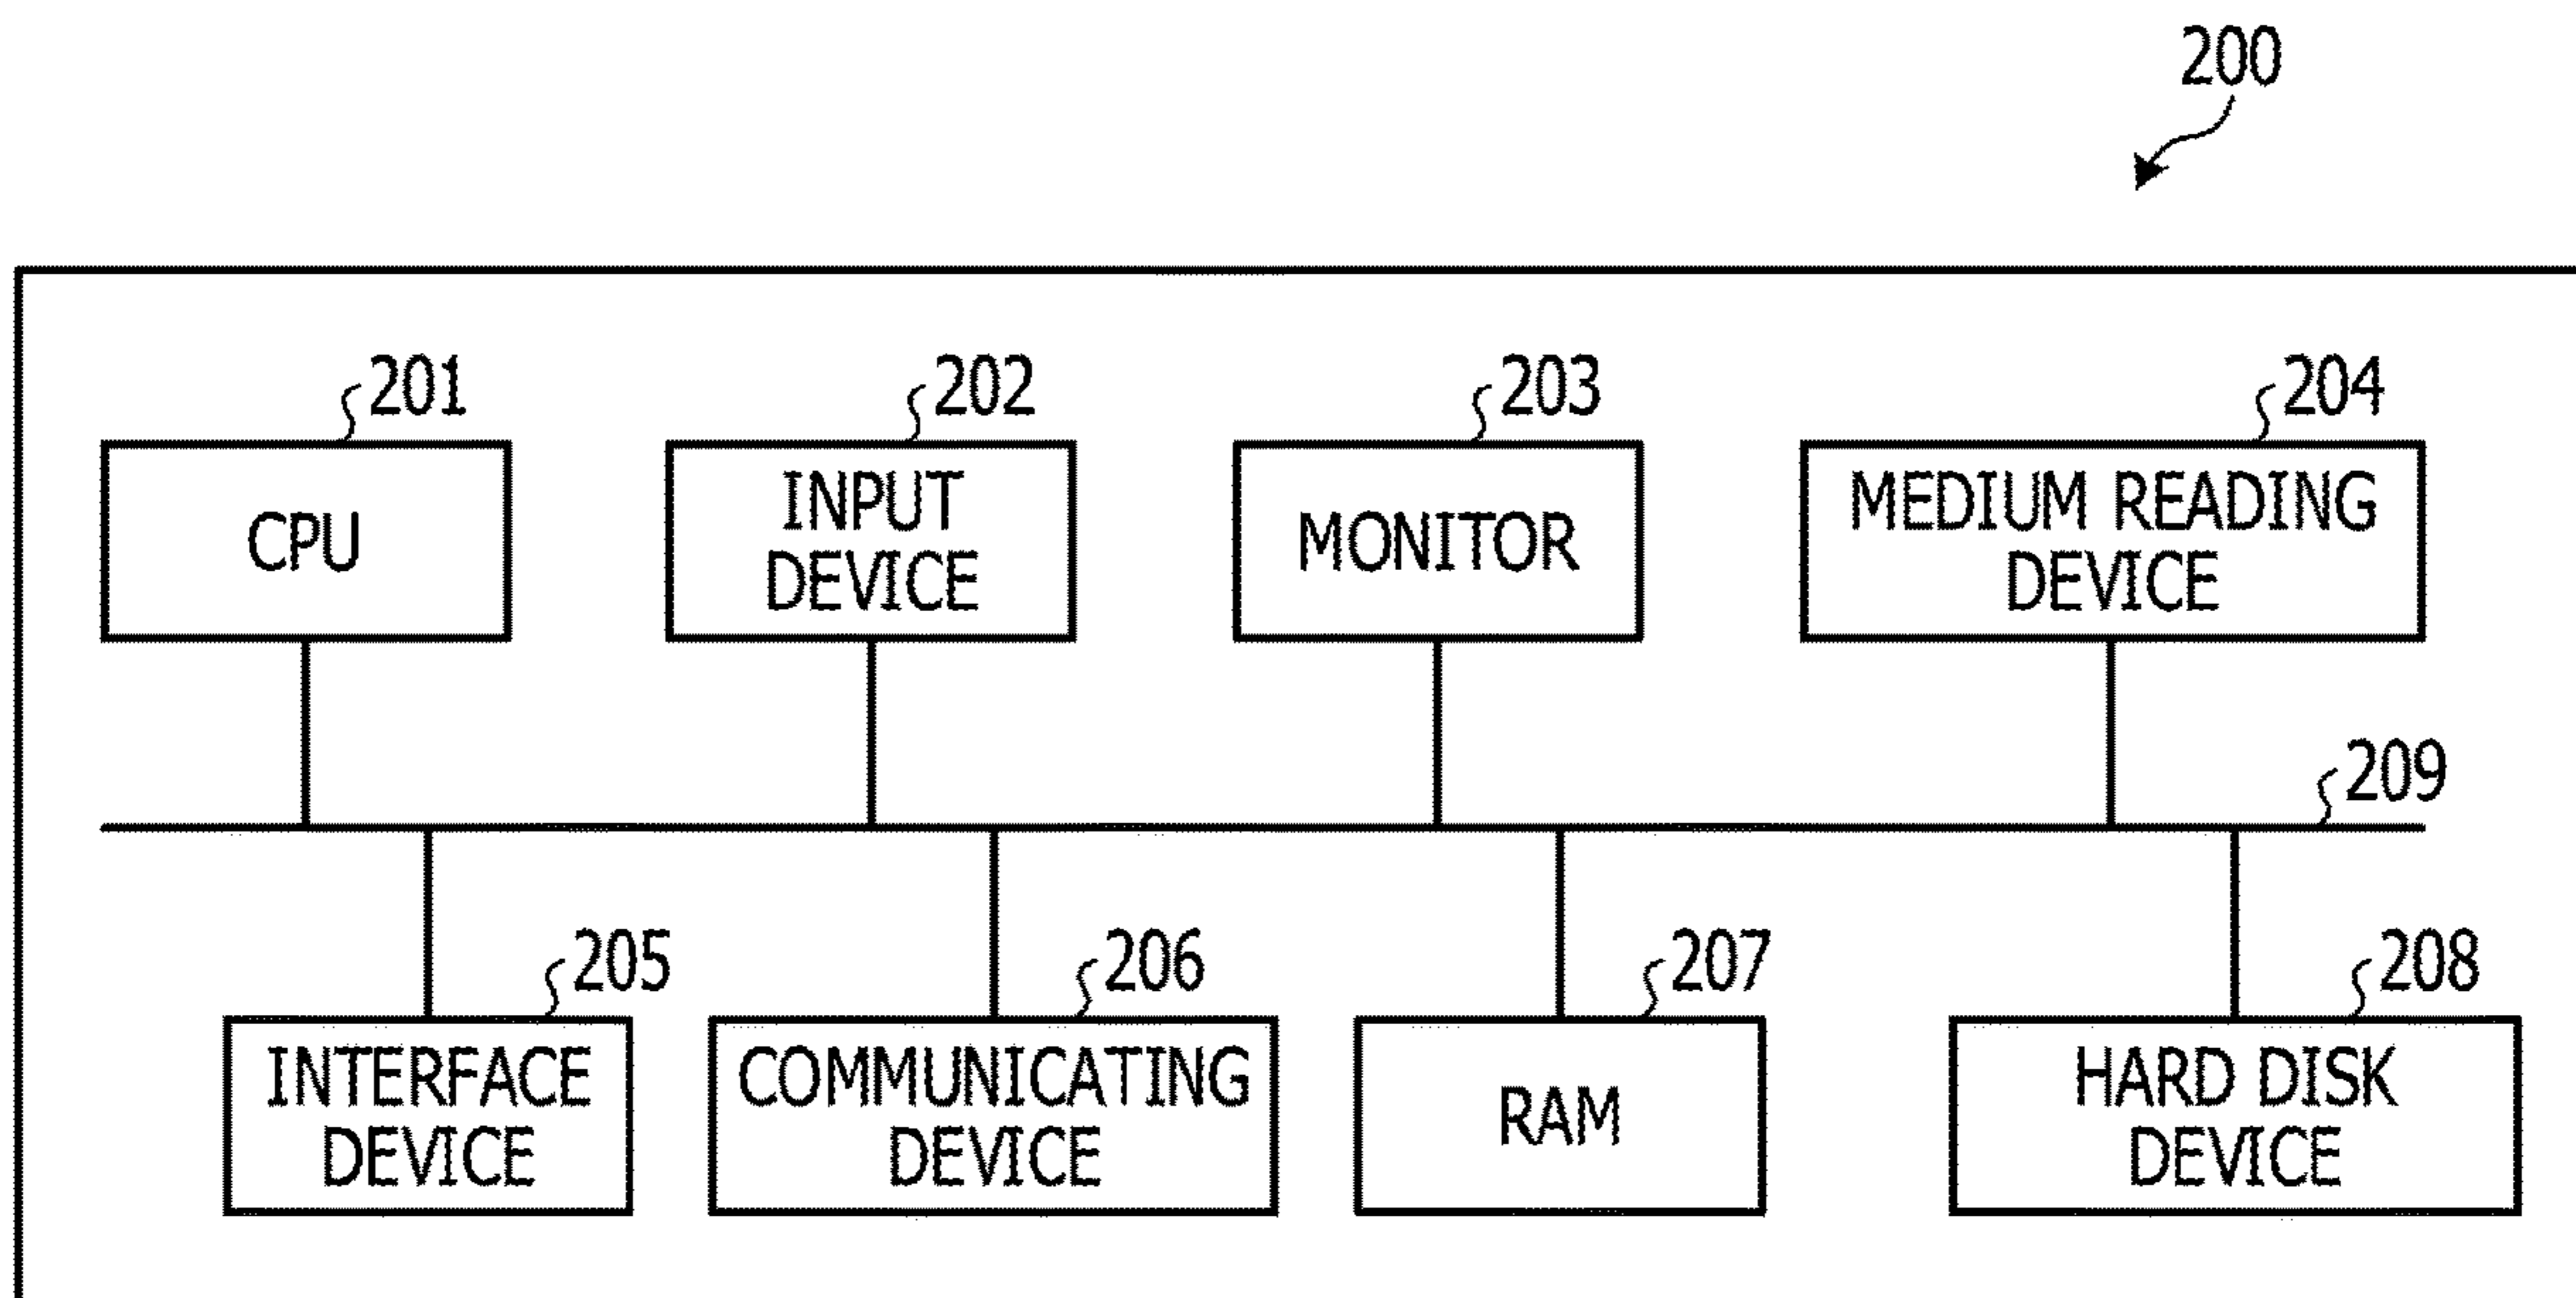 200
201
202
203
204
CPU
INPUT
DEVICE
MONITOR
MEDIUM READING
DEVICE
209
205
206
207
208
INTERFACE
DEVICE
COMMUNICATING
DEVICE
RAM
HARD DISK
DEVICE